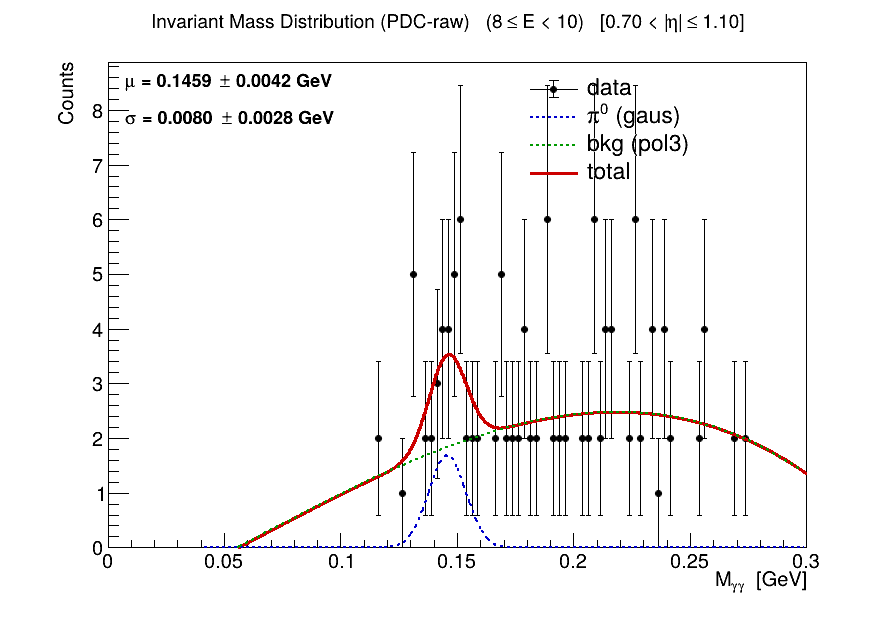 Invariant Mass Distribution (PDC-raw) (8 ≤ E < 10) [0.70 < |η| ≤ 1.10]
Counts
μ = 0.1459 ± 0.0042 GeV
σ = 0.0080 ± 0.0028 GeV
data
π⁰ (gaus)
bkg (pol3)
total
8
7
6
5
4
3
2
1
0
0 0.05 0.1 0.15 0.2 0.25 0.3
Mγγ [GeV]